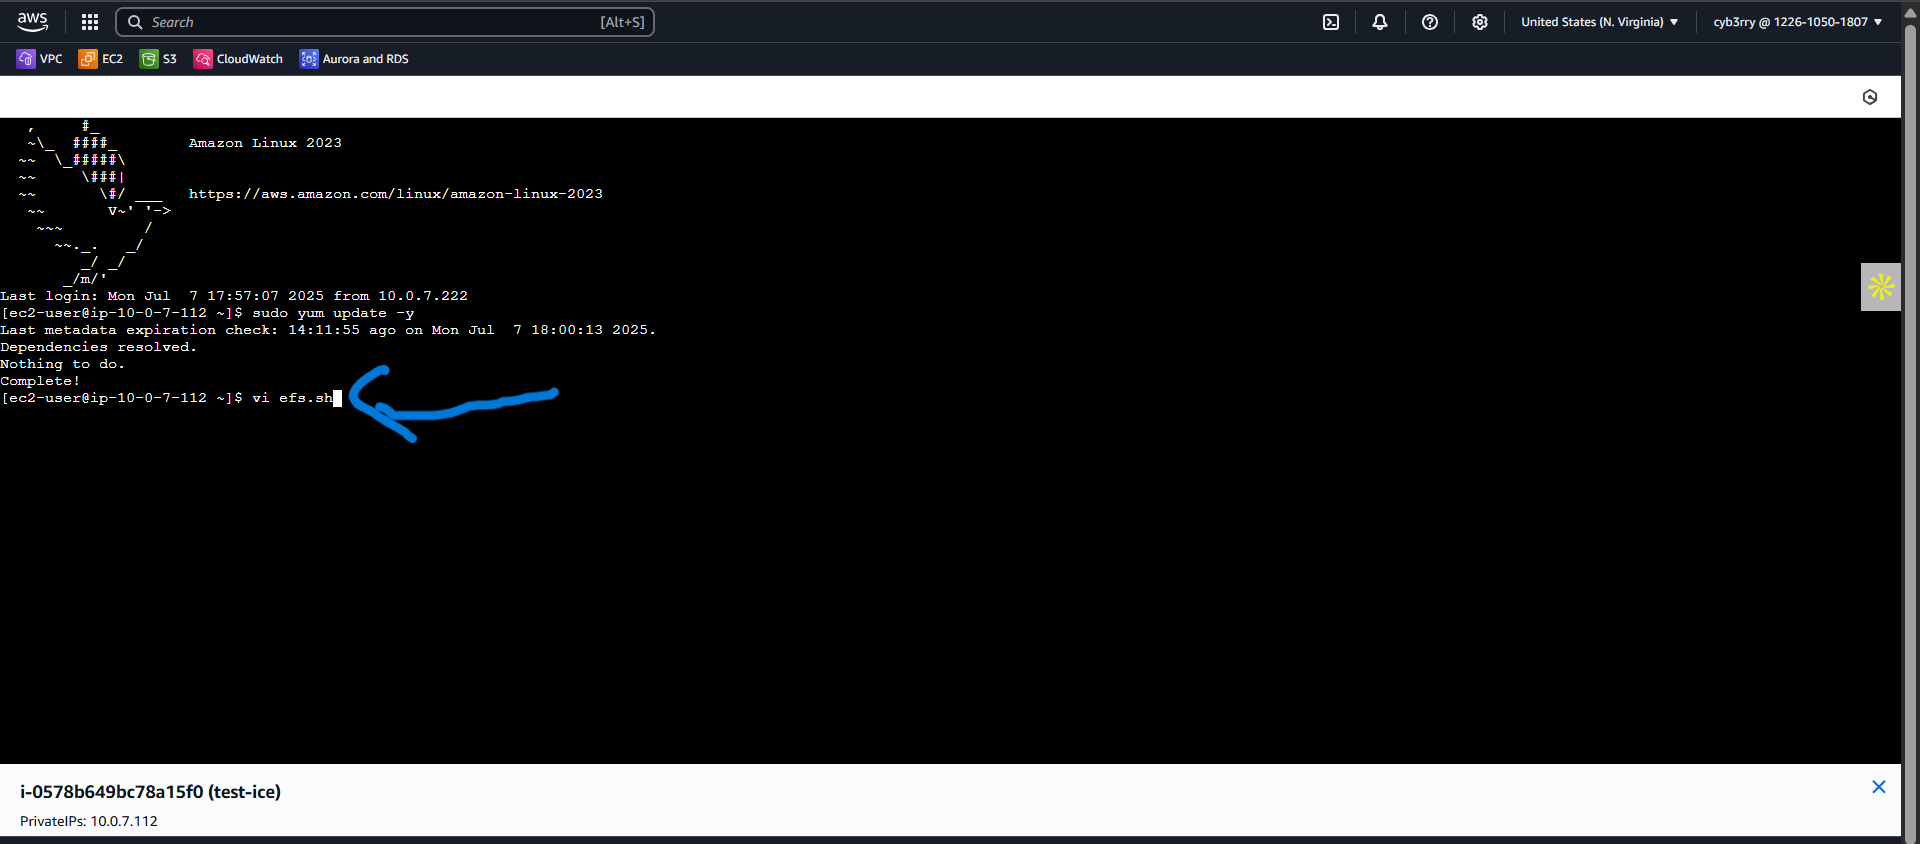 aws
Search [Alt+S]
United States (N. Virginia)
cyb3rry @ 1226-1050-1807
VPC EC2 S3 CloudWatch Aurora and RDS
   ,     #_
   ~\_  ####_        Amazon Linux 2023
  ~~  \_#####\
  ~~     \###|
  ~~       \#/ ___   https://aws.amazon.com/linux/amazon-linux-2023
   ~~       V~' '->
    ~~~         /
      ~~._.   _/
         _/ _/
       _/m/'
Last login: Mon Jul  7 17:57:07 2025 from 10.0.7.222
[ec2-user@ip-10-0-7-112 ~]$ sudo yum update -y
Last metadata expiration check: 14:11:55 ago on Mon Jul  7 18:00:13 2025.
Dependencies resolved.
Nothing to do.
Complete!
[ec2-user@ip-10-0-7-112 ~]$ vi efs.sh
i-0578b649bc78a15f0 (test-ice)
PrivateIPs: 10.0.7.112